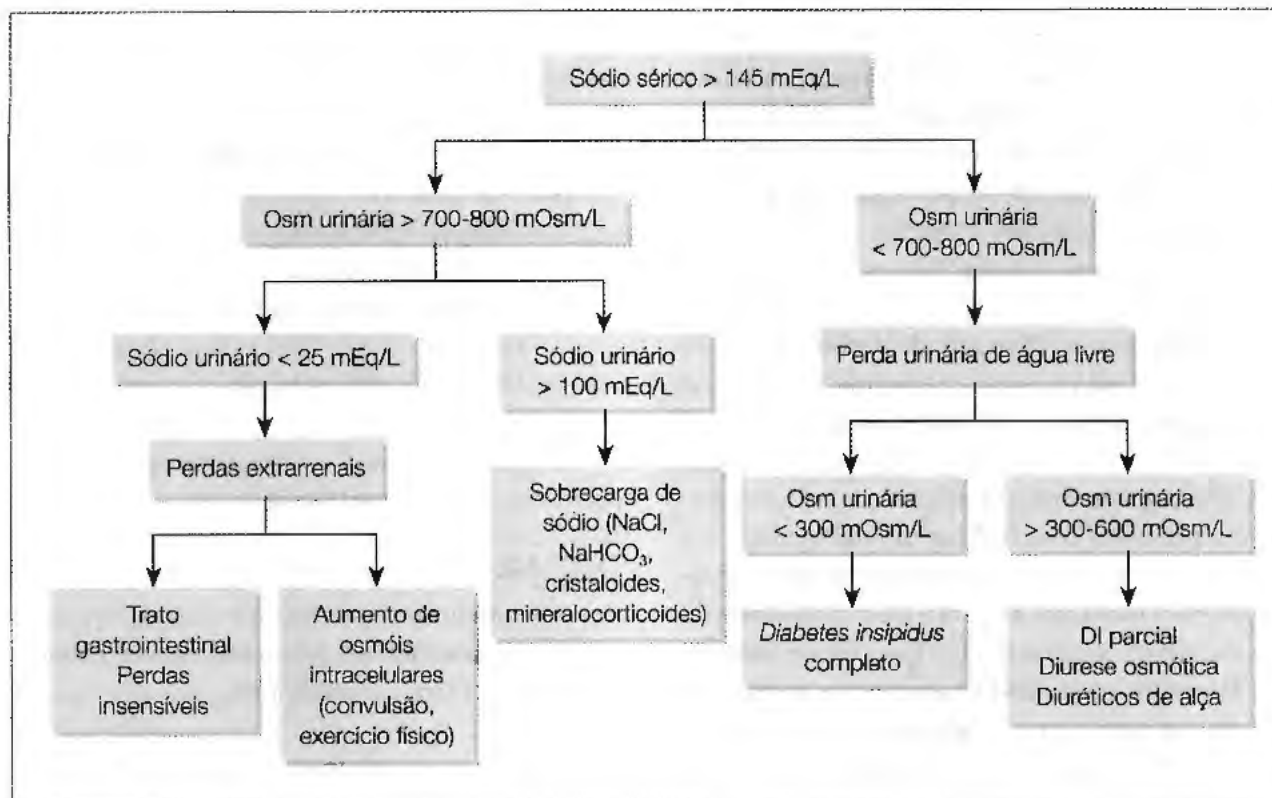 Sódio sérico > 145 mEq/L
Osm urinária > 700-800 mOsm/L
Osm urinária
< 700-800 mOsm/L
Sódio urinário < 25 mEq/L
Sódio urinário
> 100 mEq/L
Perda urinária de água livre
Perdas extrarrenais
Sobrecarga de
sódio (NaCl,
NaHCO₃,
cristaloides,
mineralocorticoides)
Osm urinária
< 300 mOsm/L
Osm urinária
> 300-600 mOsm/L
Trato
gastrointestinal
Perdas
insensíveis
Aumento de
osmóis
intracelulares
(convulsão,
exercício físico)
Diabetes insipidus
completo
DI parcial
Diurese osmótica
Diuréticos de alça